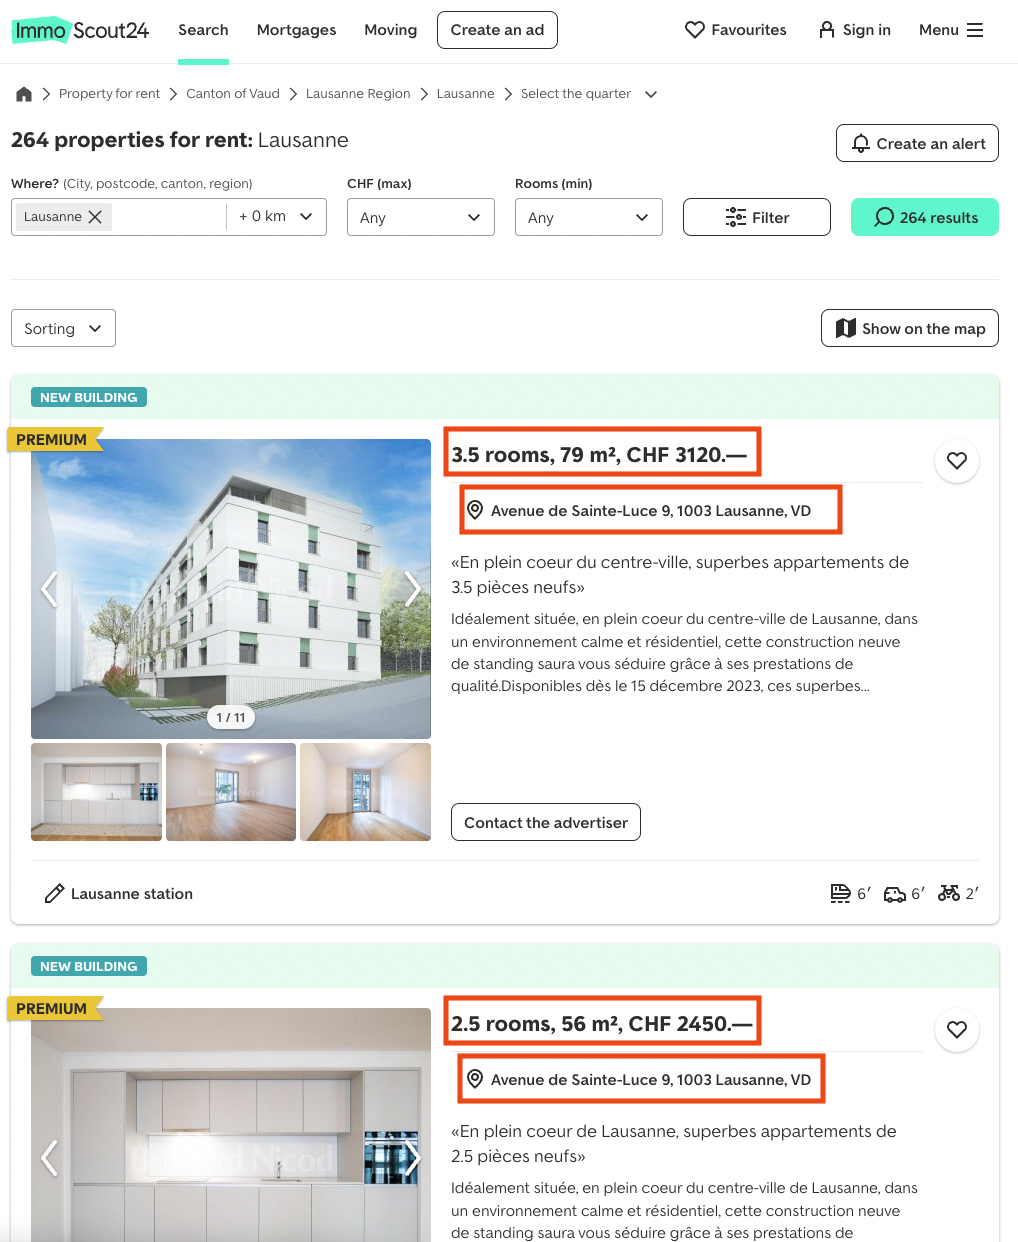 ImmoScout24 Search Mortgages Moving Create an ad Favourites Sign in Menu
Property for rent Canton of Vaud Lausanne Region Lausanne Select the quarter
264 properties for rent: Lausanne
Create an alert
Where? (City, postcode, canton, region) CHF (max) Rooms (min)
Lausanne + 0 km Any Any Filter 264 results
Sorting Show on the map
NEW BUILDING
PREMIUM
3.5 rooms, 79 m², CHF 3120.—
Avenue de Sainte-Luce 9, 1003 Lausanne, VD
«En plein coeur du centre-ville, superbes appartements de
3.5 pièces neufs»
Idéalement située, en plein coeur du centre-ville de Lausanne, dans
un environnement calme et résidentiel, cette construction neuve
de standing saura vous séduire grâce à ses prestations de
qualité.Disponibles dès le 15 décembre 2023, ces superbes...
1 / 11
Contact the advertiser
Lausanne station 6′ 6′ 2′
NEW BUILDING
PREMIUM
2.5 rooms, 56 m², CHF 2450.—
Avenue de Sainte-Luce 9, 1003 Lausanne, VD
«En plein coeur de Lausanne, superbes appartements de
2.5 pièces neufs»
Idéalement située, en plein coeur du centre-ville de Lausanne, dans
un environnement calme et résidentiel, cette construction neuve
de standing saura vous séduire grâce à ses prestations de
Nicod